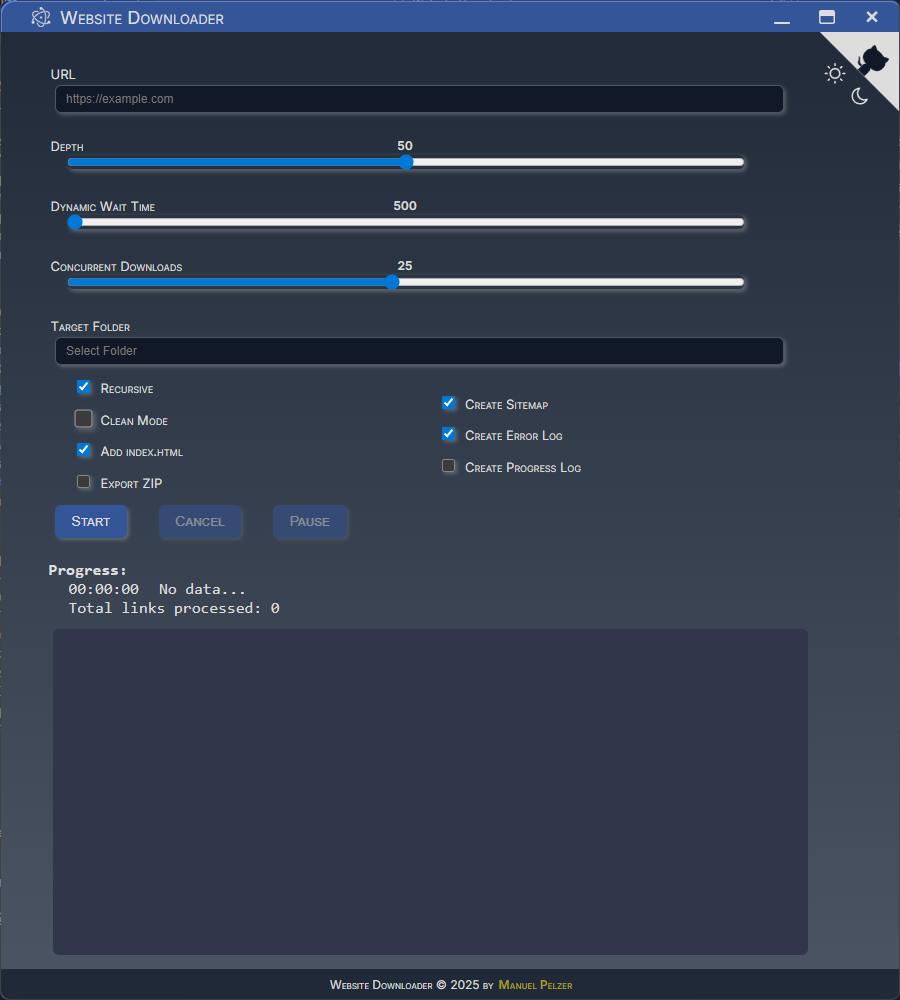 Website Downloader
URL
https://example.com
Depth
50
Dynamic Wait Time
500
Concurrent Downloads
25
Target Folder
Select Folder
Recursive
Clean Mode
Add index.html
Export ZIP
Create Sitemap
Create Error Log
Create Progress Log
Start Cancel Pause
Progress:
00:00:00 No data...
Total links processed: 0
Website Downloader © 2025 by Manuel Pelzer